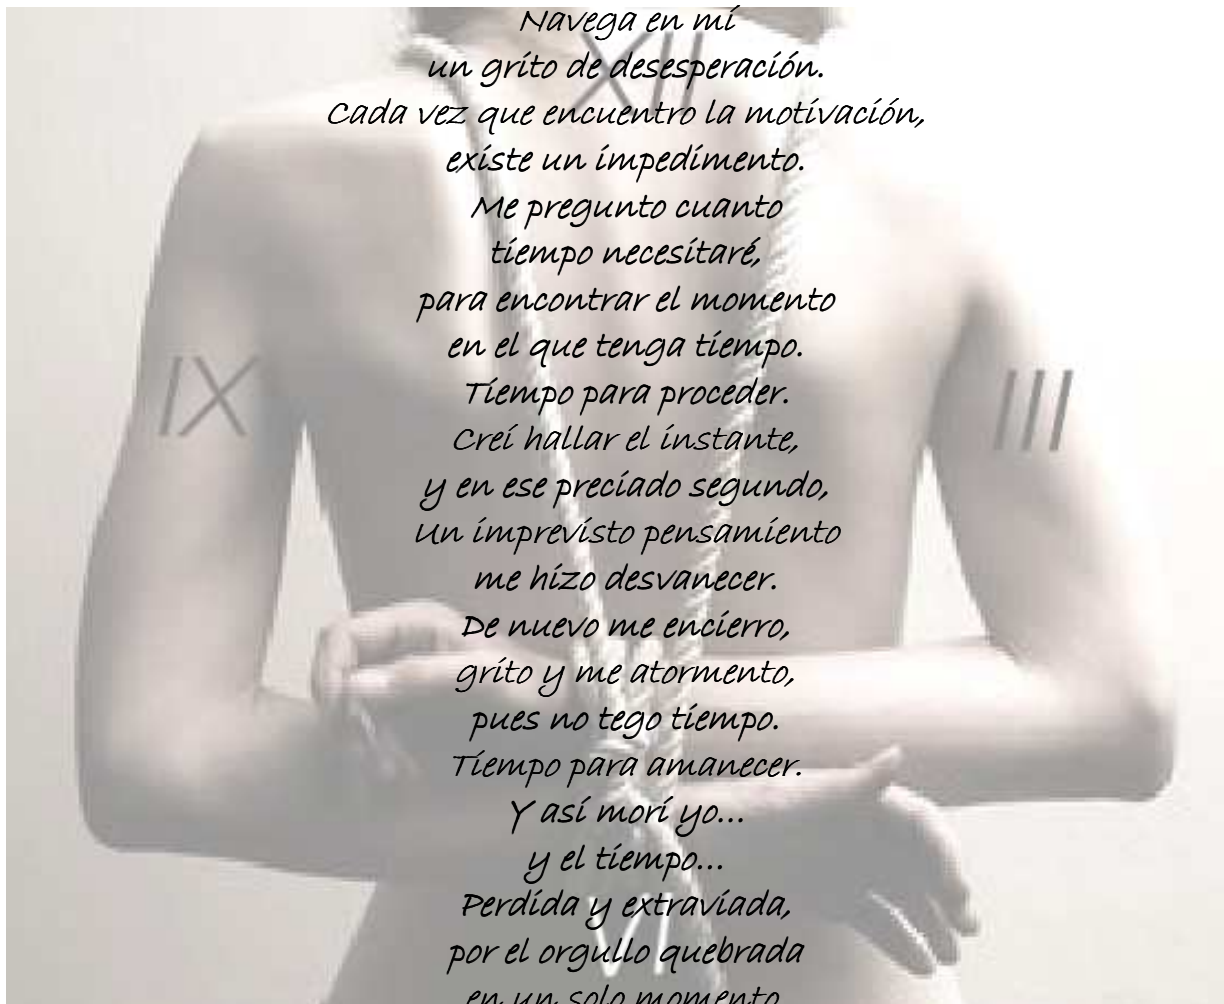 Navega en mí
un grito de desesperación.
XII
Cada vez que encuentro la motivación,
existe un impedimento.
Me pregunto cuanto
tiempo necesitaré,
para encontrar el momento
en el que tenga tiempo.
IX
III
Tiempo para proceder.
Creí hallar el instante,
y en ese preciado segundo,
Un imprevisto pensamiento
me hizo desvanecer.
De nuevo me encierro,
grito y me atormento,
pues no tego tiempo.
Tiempo para amanecer.
Y así morí yo...
y el tiempo...
Perdida y extraviada,
VI
por el orgullo quebrada
en un solo momento